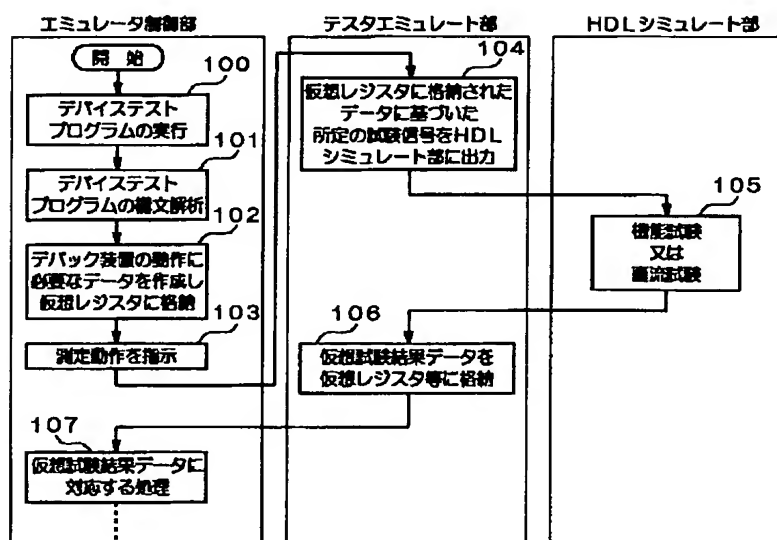 エミュレータ制御部
テスタエミュレート部
HDLシミュレート部
開始
100
デバイステスト
プログラムの実行
101
デバイステスト
プログラムの構文解析
102
デバック装置の動作に
必要なデータを作成し
仮想レジスタに格納
103
測定動作を指示
104
仮想レジスタに格納された
データに基づいた
所定の試験信号をHDL
シミュレート部に出力
105
機能試験
又は
直流試験
106
仮想試験結果データを
仮想レジスタ等に格納
107
仮想試験結果データに
対応する処理